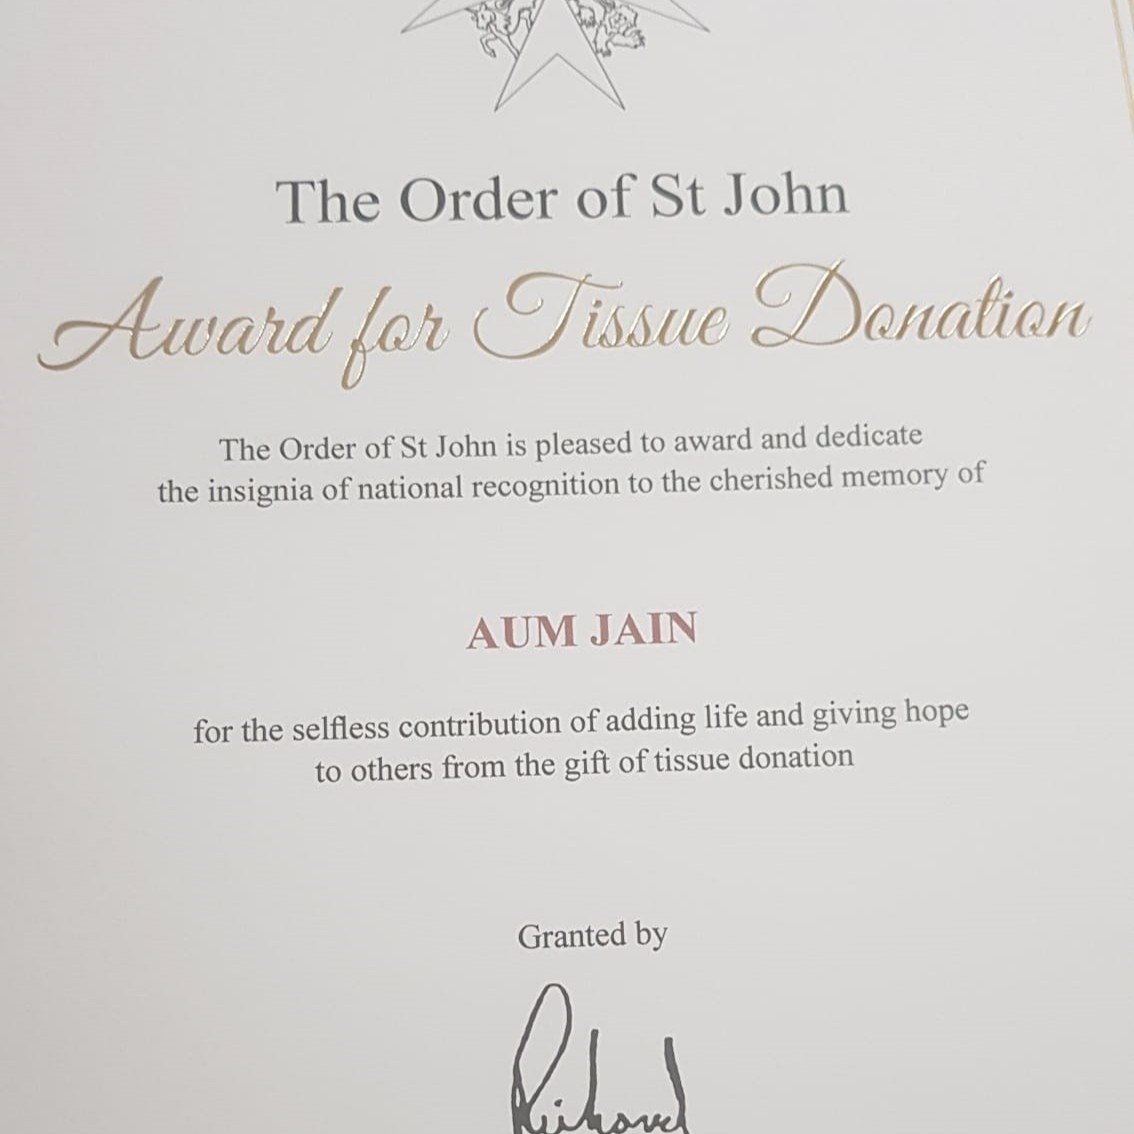 The Order of St John
Award for Tissue Donation
The Order of St John is pleased to award and dedicate
the insignia of national recognition to the cherished memory of
AUM JAIN
for the selfless contribution of adding life and giving hope
to others from the gift of tissue donation
Granted by
Richard